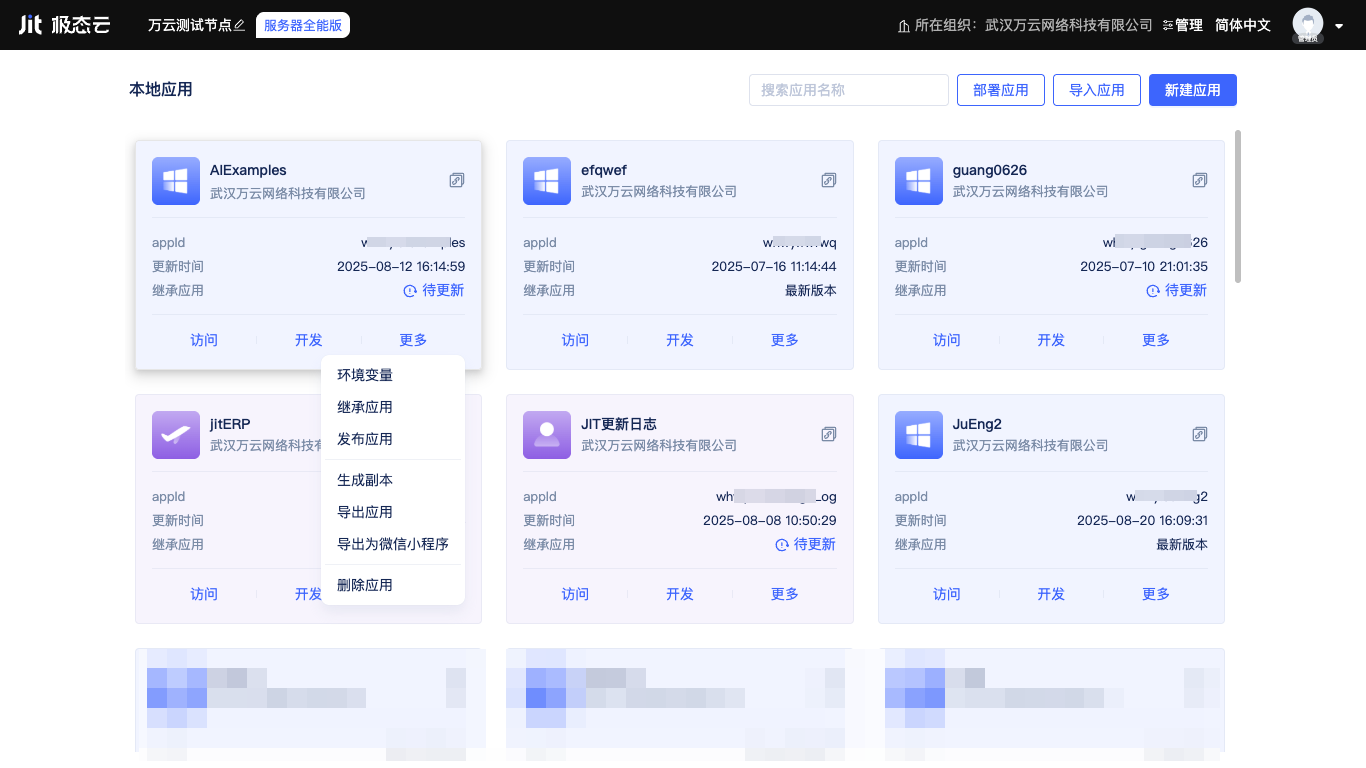 Jit 极态云
万云测试节点
服务器全能版
所在组织：武汉万云网络科技有限公司
管理
简体中文
本地应用
搜索应用名称
部署应用
导入应用
新建应用
AIExamples
武汉万云网络科技有限公司
appId
更新时间 2025-08-12 16:14:59
继承应用 待更新
访问 开发 更多
efqwef
武汉万云网络科技有限公司
appId
更新时间 2025-07-16 11:14:44
继承应用 最新版本
访问 开发 更多
guang0626
武汉万云网络科技有限公司
appId
更新时间 2025-07-10 21:01:35
继承应用 待更新
访问 开发 更多
环境变量
继承应用
发布应用
生成副本
导出应用
导出为微信小程序
删除应用
jitERP
武汉万云网络科技
appId
更新时间
继承应用
访问 开发
JIT更新日志
武汉万云网络科技有限公司
appId
更新时间 2025-08-08 10:50:29
继承应用 待更新
访问 开发 更多
JuEng2
武汉万云网络科技有限公司
appId
更新时间 2025-08-20 16:09:31
继承应用 最新版本
访问 开发 更多